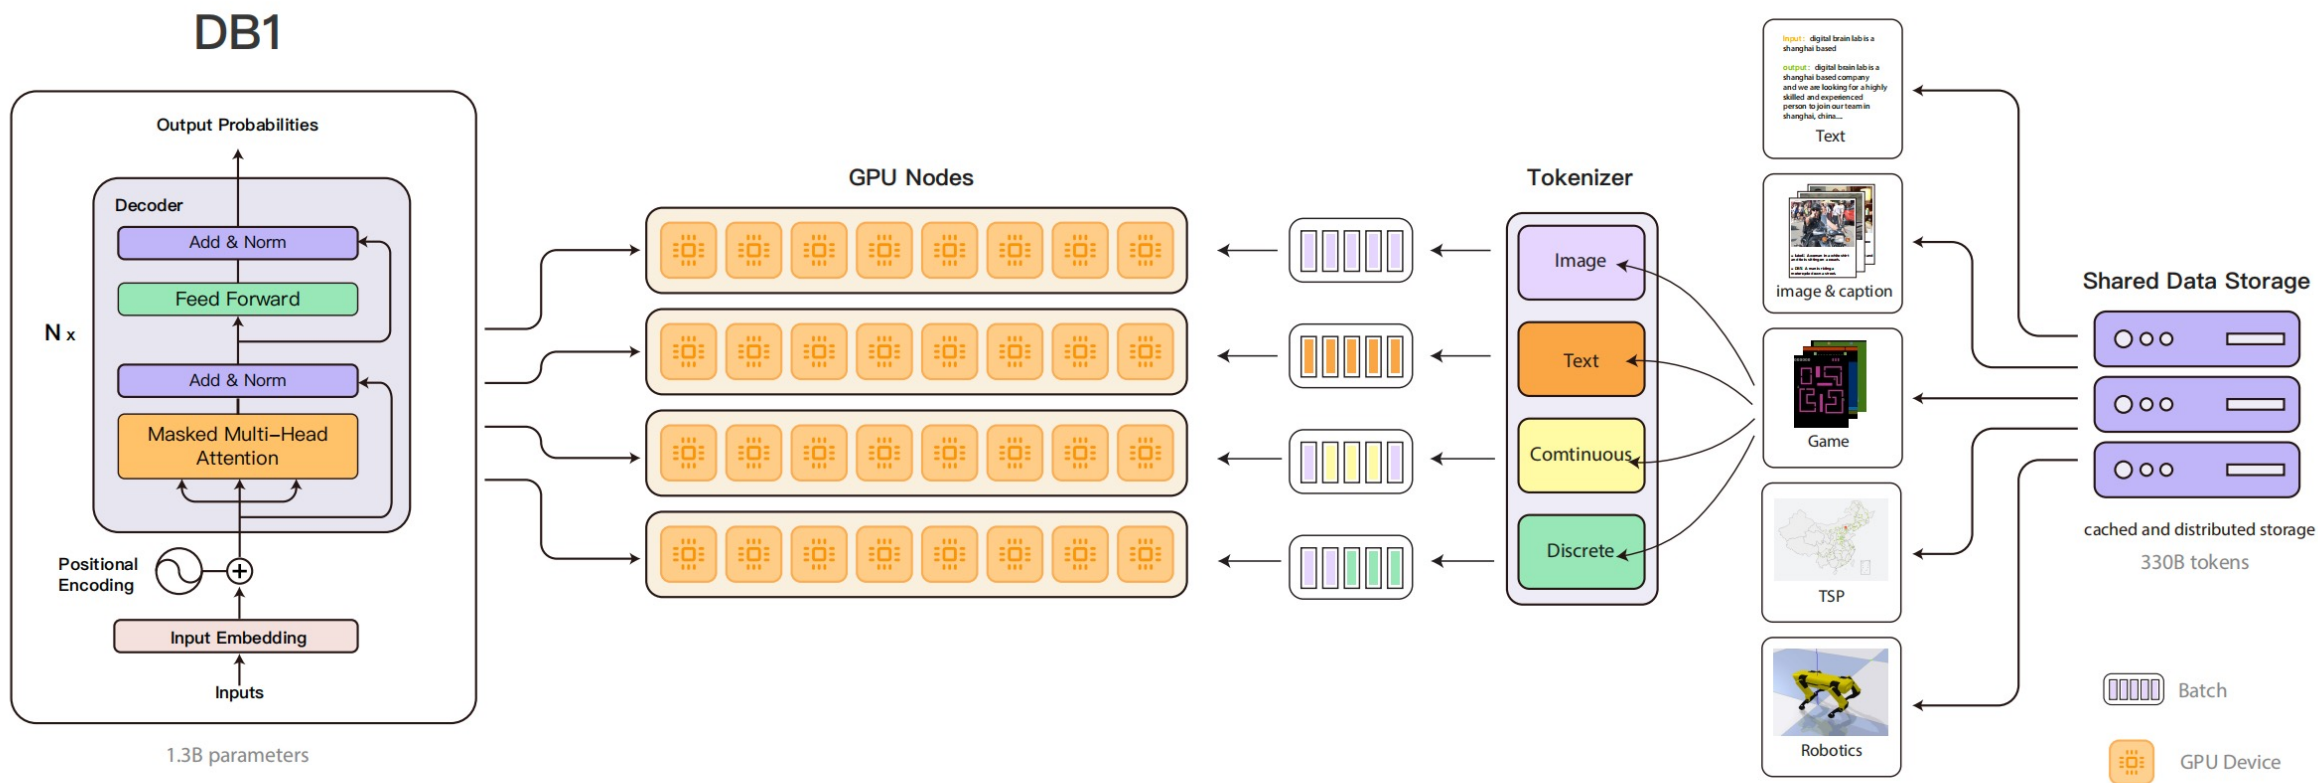 DB1
Output Probabilities
Decoder
Add & Norm
Feed Forward
N x
Add & Norm
Masked Multi-Head
Attention
Positional
Encoding
Input Embedding
Inputs
1.3B parameters
GPU Nodes
Tokenizer
Image
Text
Comtinuous
Discrete
Input: digital brain lab is a
shanghai based
output: digital brain lab is a
shanghai based company
and we are looking for a highly
skilled and experienced
person to join our team in
shanghai, china....
Text
image & caption
Game
TSP
Robotics
Shared Data Storage
cached and distributed storage
330B tokens
Batch
GPU Device